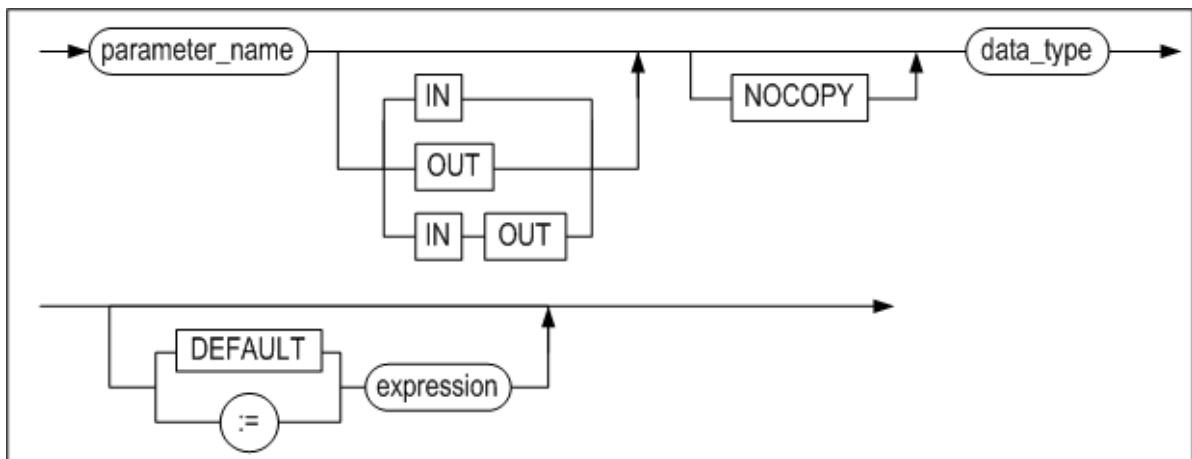 parameter_name data_type
IN NOCOPY
OUT
IN OUT
DEFAULT
expression
:=